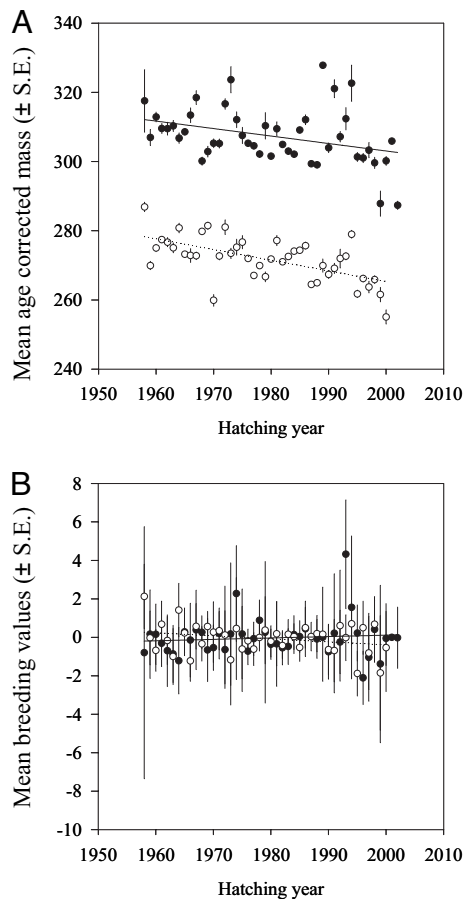 A
Mean age corrected mass (± S.E.)
340
320
300
280
260
240
1950 1960 1970 1980 1990 2000 2010
Hatching year
B
Mean breeding values (± S.E.)
8
6
4
2
0
-2
-4
-6
-8
-10
1950 1960 1970 1980 1990 2000 2010
Hatching year